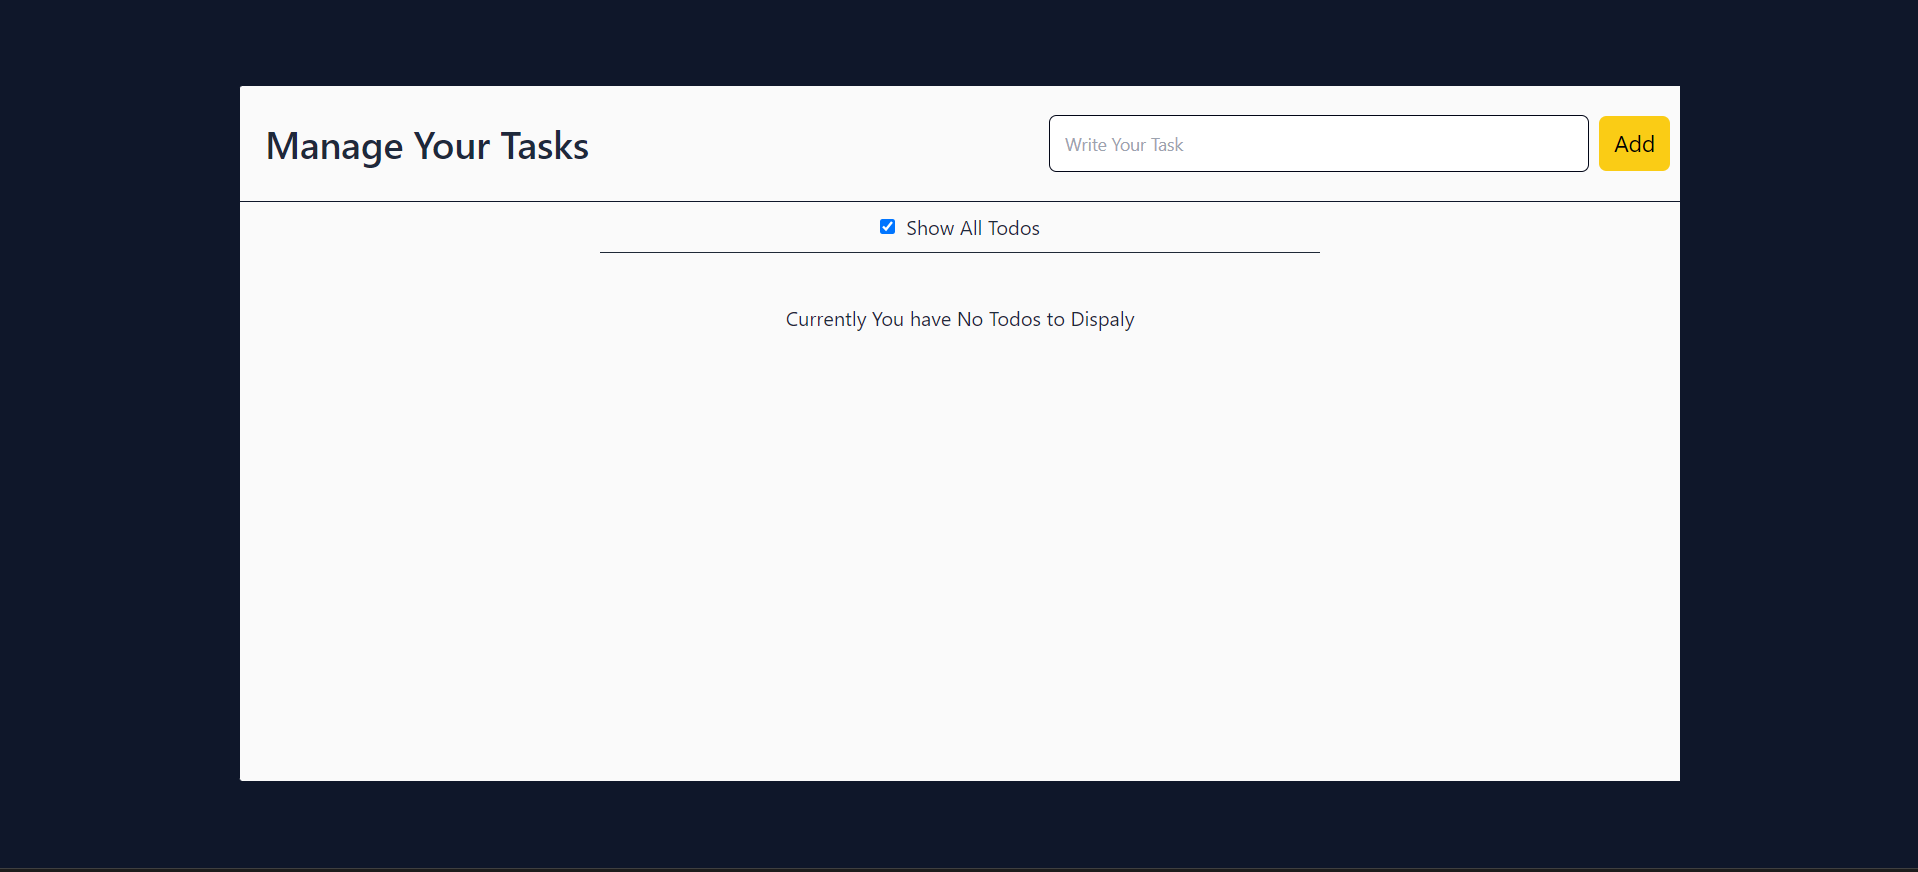 Manage Your Tasks
Write Your Task
Add
Show All Todos
Currently You have No Todos to Dispaly